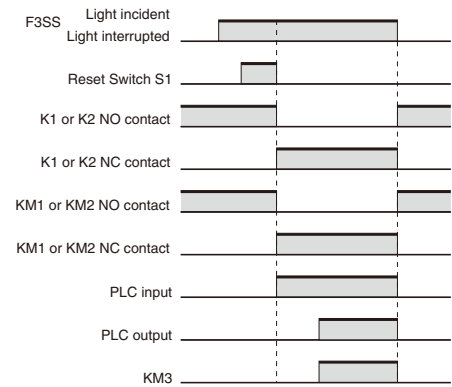 F3SS
Light incident
Light interrupted
Reset Switch S1
K1 or K2 NO contact
K1 or K2 NC contact
KM1 or KM2 NO contact
KM1 or KM2 NC contact
PLC input
PLC output
KM3